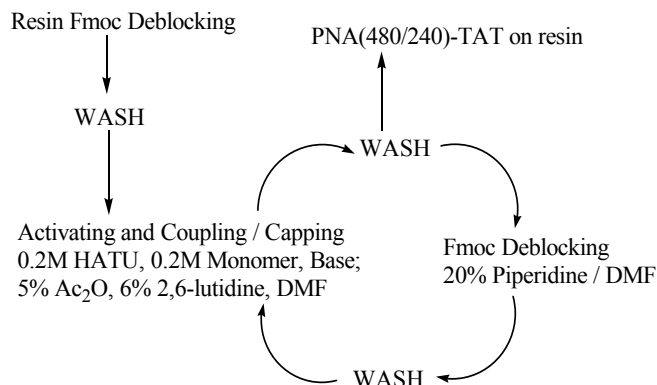 Resin Fmoc Deblocking
PNA(480/240)-TAT on resin
WASH
WASH
Activating and Coupling / Capping
0.2M HATU, 0.2M Monomer, Base;
5% Ac₂O, 6% 2,6-lutidine, DMF
Fmoc Deblocking
20% Piperidine / DMF
WASH